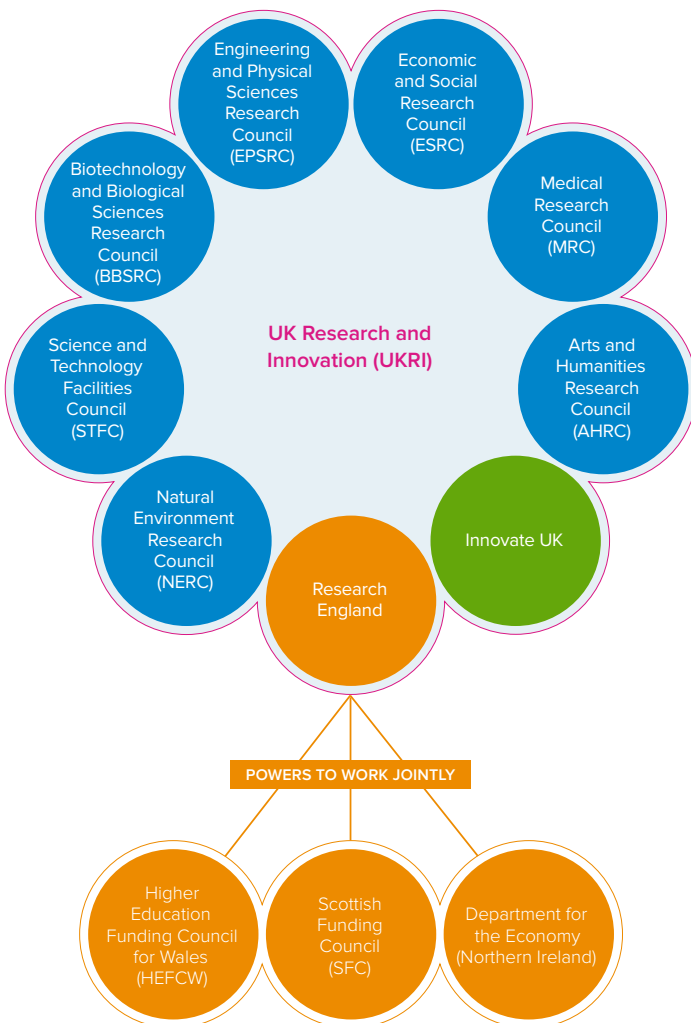 Engineering
and Physical
Sciences
Research
Council
(EPSRC)
Economic
and Social
Research
Council
(ESRC)
Biotechnology
and Biological
Sciences
Research
Council
(BBSRC)
Medical
Research
Council
(MRC)
UK Research and
Innovation (UKRI)
Science and
Technology
Facilities
Council
(STFC)
Arts and
Humanities
Research
Council
(AHRC)
Natural
Environment
Research
Council
(NERC)
Innovate UK
Research
England
POWERS TO WORK JOINTLY
Higher
Education
Funding Council
for Wales
(HEFCW)
Scottish
Funding
Council
(SFC)
Department for
the Economy
(Northern Ireland)